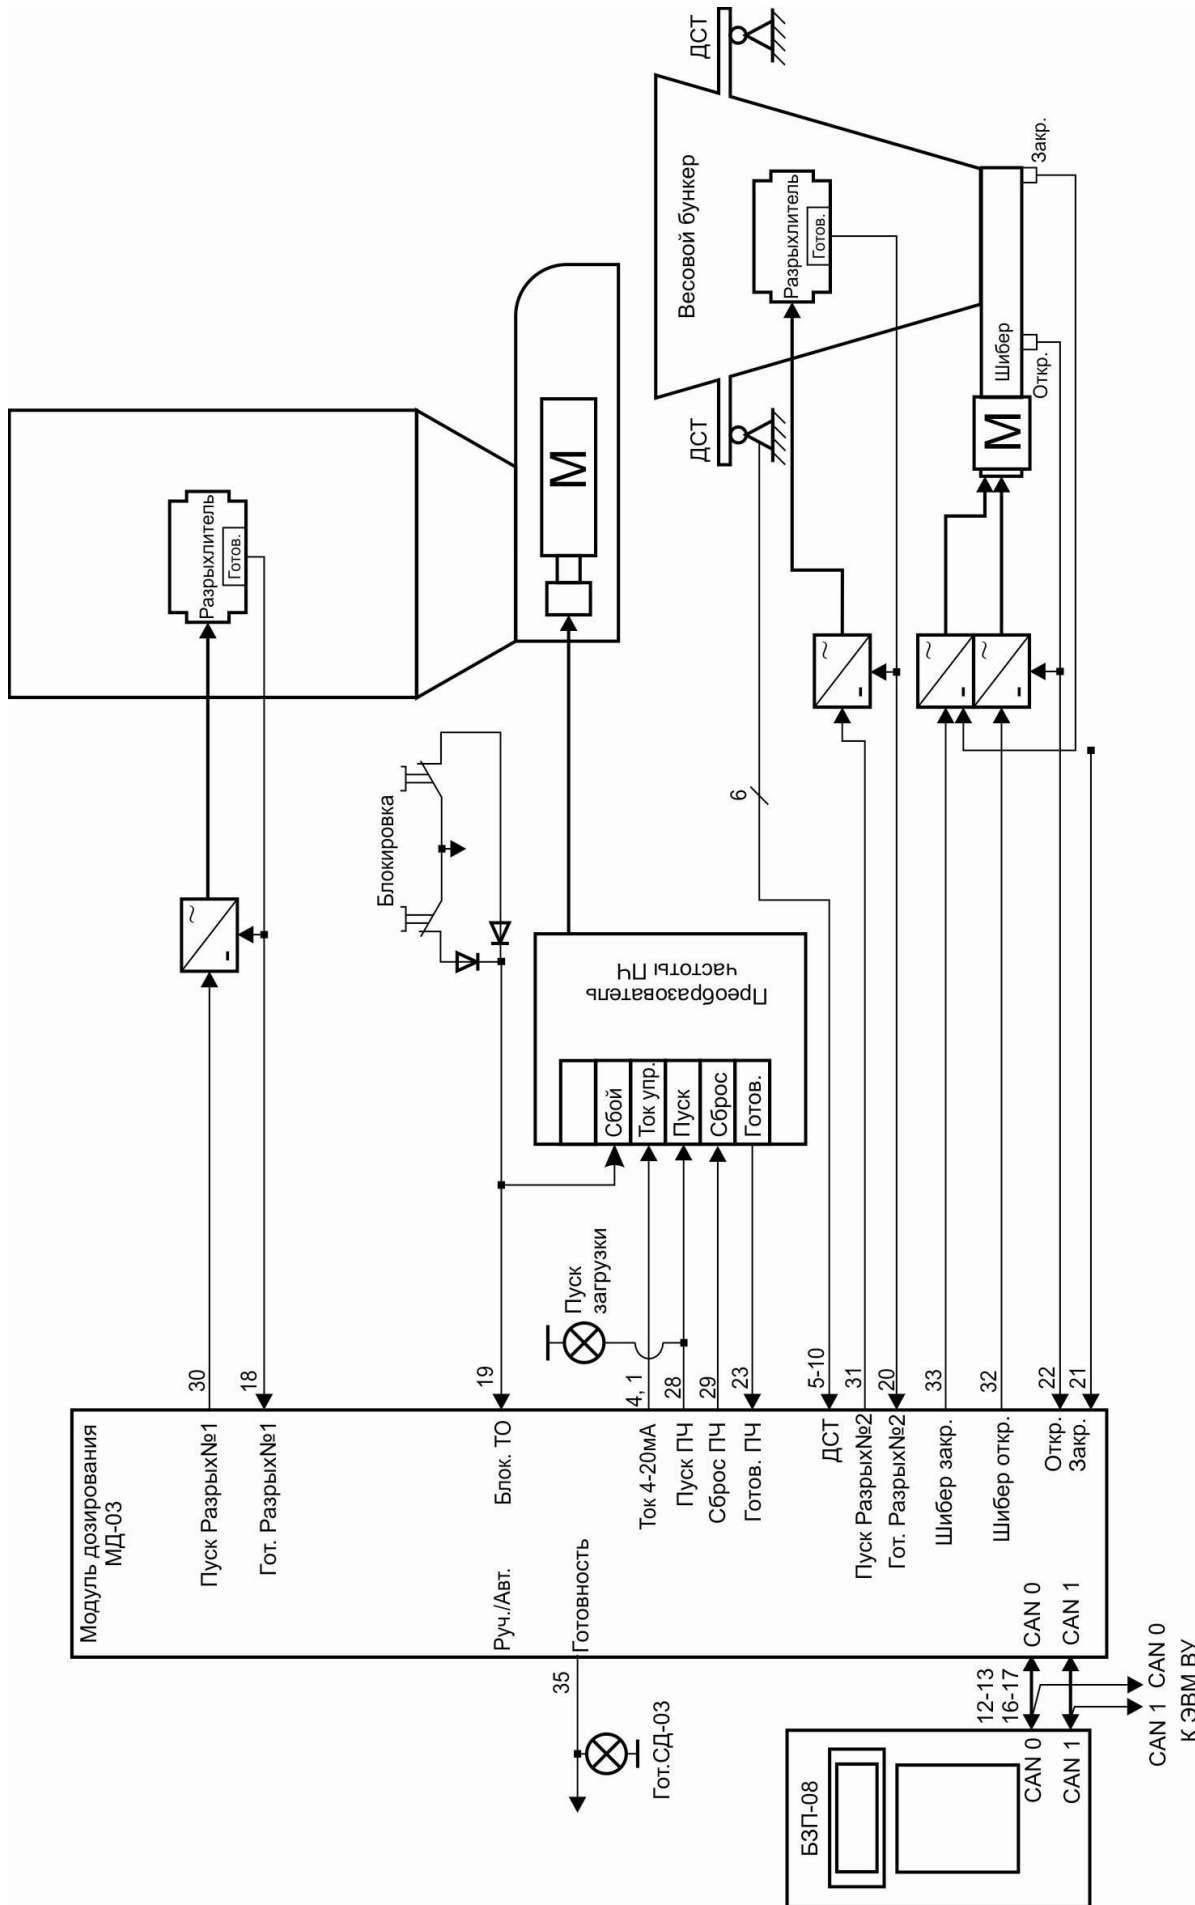 Модуль дозирования
МД-03
Пуск Разрых№1
30
Гот. Разрых№1
18
Разрыхлитель
Готов.
Блокировка
Руч./Авт.
Блок. ТО
19
Готовность
35
Гот.СД-03
Пуск
загрузки
Ток 4-20мА
4, 1
Пуск ПЧ
28
Сброс ПЧ
29
Готов. ПЧ
23
Сбой
Ток упр.
Пуск
Сброс
Готов.
Преобразователь
частоты ПЧ
М
ДСТ
5-10
6
Пуск Разрых№2
31
Гот. Разрых№2
20
Шибер закр.
33
Шибер откр.
32
Откр.
22
Закр.
21
ДСТ
ДСТ
Весовой бункер
Разрыхлитель
Готов.
М
Шибер
Откр.
Закр.
БЗП-08
CAN 0
CAN 1
12-13
16-17
CAN 0
CAN 1
CAN 1 CAN 0
К ЭВМ ВУ